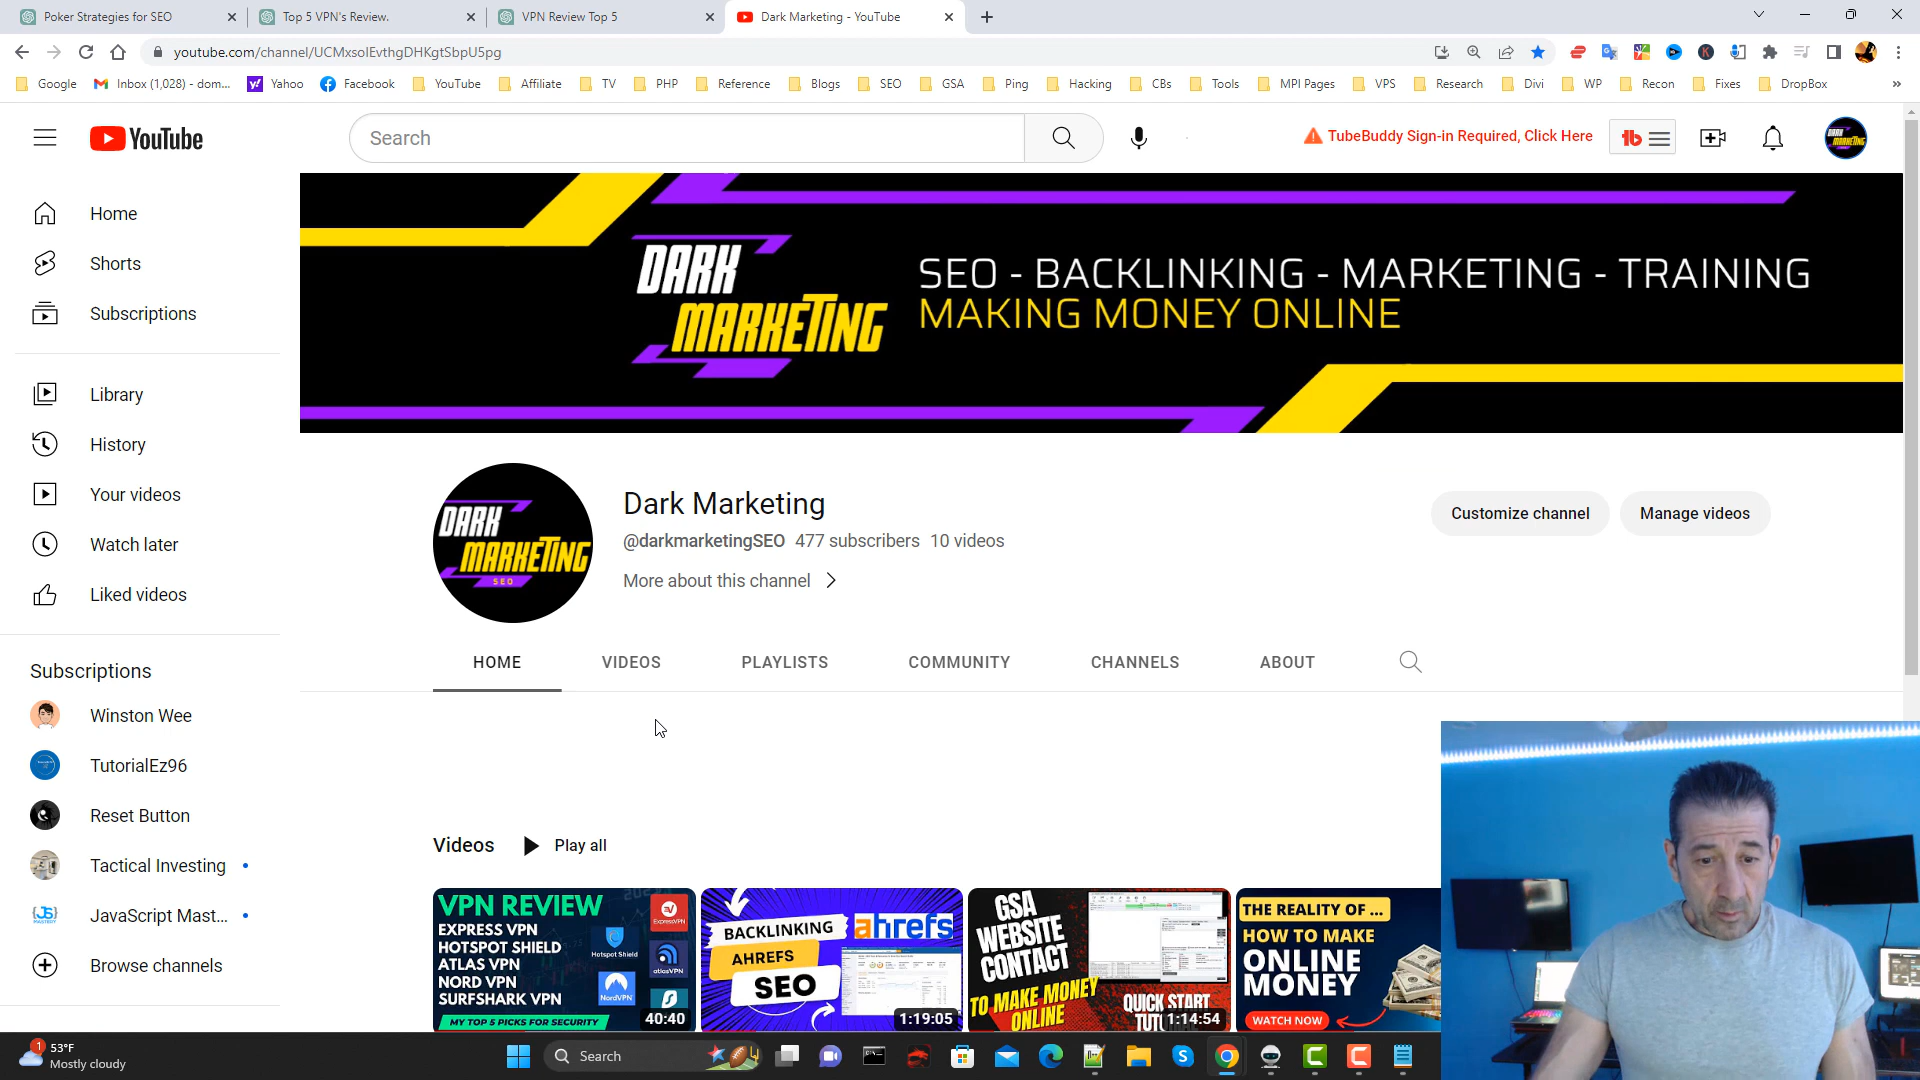 Poker Strategies for SEO
Top 5 VPN's Review.
VPN Review Top 5
Dark Marketing - YouTube
youtube.com/channel/UCMxsoIEvthgDHKgtSbpU5pg
Google
Inbox (1,028) - dom...
Yahoo
Facebook
YouTube
Affiliate
TV
PHP
Reference
Blogs
SEO
GSA
Ping
Hacking
CBs
Tools
MPI Pages
VPS
Research
Divi
WP
Recon
Fixes
DropBox
YouTube
Search
TubeBuddy Sign-in Required, Click Here
tb
Home
Shorts
Subscriptions
Library
History
Your videos
Watch later
Liked videos
Subscriptions
Winston Wee
TutorialEz96
Reset Button
Tactical Investing
JavaScript Mast...
Browse channels
DARK
MARKETING
SEO - BACKLINKING - MARKETING - TRAINING
MAKING MONEY ONLINE
DARK
MARKETING
SEO
Dark Marketing
@darkmarketingSEO 477 subscribers 10 videos
More about this channel
Customize channel
Manage videos
HOME
VIDEOS
PLAYLISTS
COMMUNITY
CHANNELS
ABOUT
Videos
Play all
VPN REVIEW
EXPRESS VPN
HOTSPOT SHIELD
ATLAS VPN
NORD VPN
SURFSHARK VPN
MY TOP 5 PICKS FOR SECURITY
ExpressVPN
Hotspot Shield
atlasVPN
NordVPN
40:40
BACKLINKING
AHREFS
SEO
ahrefs
1:19:05
GSA
WEBSITE
CONTACT
TO MAKE MONEY
ONLINE
QUICK START
1:14:54
THE REALITY OF ...
HOW TO MAKE
ONLINE
MONEY
WATCH NOW
1
53°F
Mostly cloudy
Search